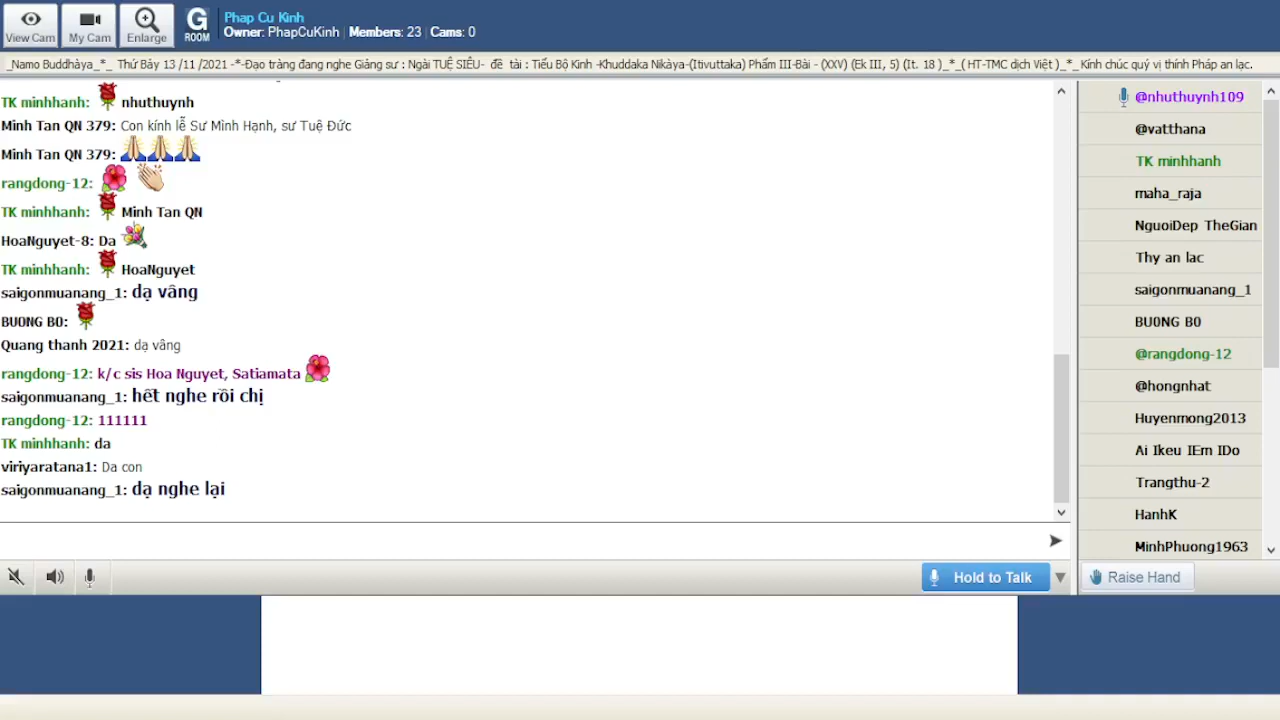 View Cam
My Cam
Enlarge
G
ROOM
Phap Cu Kinh
Owner: PhapCuKinh | Members: 23 | Cams: 0
_Namo Buddhàya_*_ Thứ Bảy 13 /11 /2021 -*-Đạo tràng đang nghe Giảng sư : Ngài TUỆ SIÊU- đề tài : Tiểu Bộ Kinh -Khuddaka Nikàya-(Itivuttaka) Phẩm III-Bài - (XXV) (Ek III, 5) (It. 18 )_*_( HT-TMC dịch Việt )_*_Kính chúc quý vị thính Pháp an lạc.
TK minhhanh: nhuthuynh
Minh Tan QN 379: Con kính lễ Sư Minh Hạnh, sư Tuệ Đức
Minh Tan QN 379:
rangdong-12:
TK minhhanh: Minh Tan QN
HoaNguyet-8: Da
TK minhhanh: HoaNguyet
saigonmuanang_1: dạ vâng
BU0NG B0:
Quang thanh 2021: dạ vâng
rangdong-12: k/c sis Hoa Nguyet, Satiamata
saigonmuanang_1: hết nghe rồi chị
rangdong-12: 111111
TK minhhanh: da
viriyaratana1: Da con
saigonmuanang_1: dạ nghe lại
@nhuthuynh109
@vatthana
TK minhhanh
maha_raja
NguoiDep TheGian
Thy an lac
saigonmuanang_1
BU0NG B0
@rangdong-12
@hongnhat
Huyenmong2013
Ai Ikeu IEm IDo
Trangthu-2
HanhK
MinhPhuong1963
Hold to Talk
Raise Hand